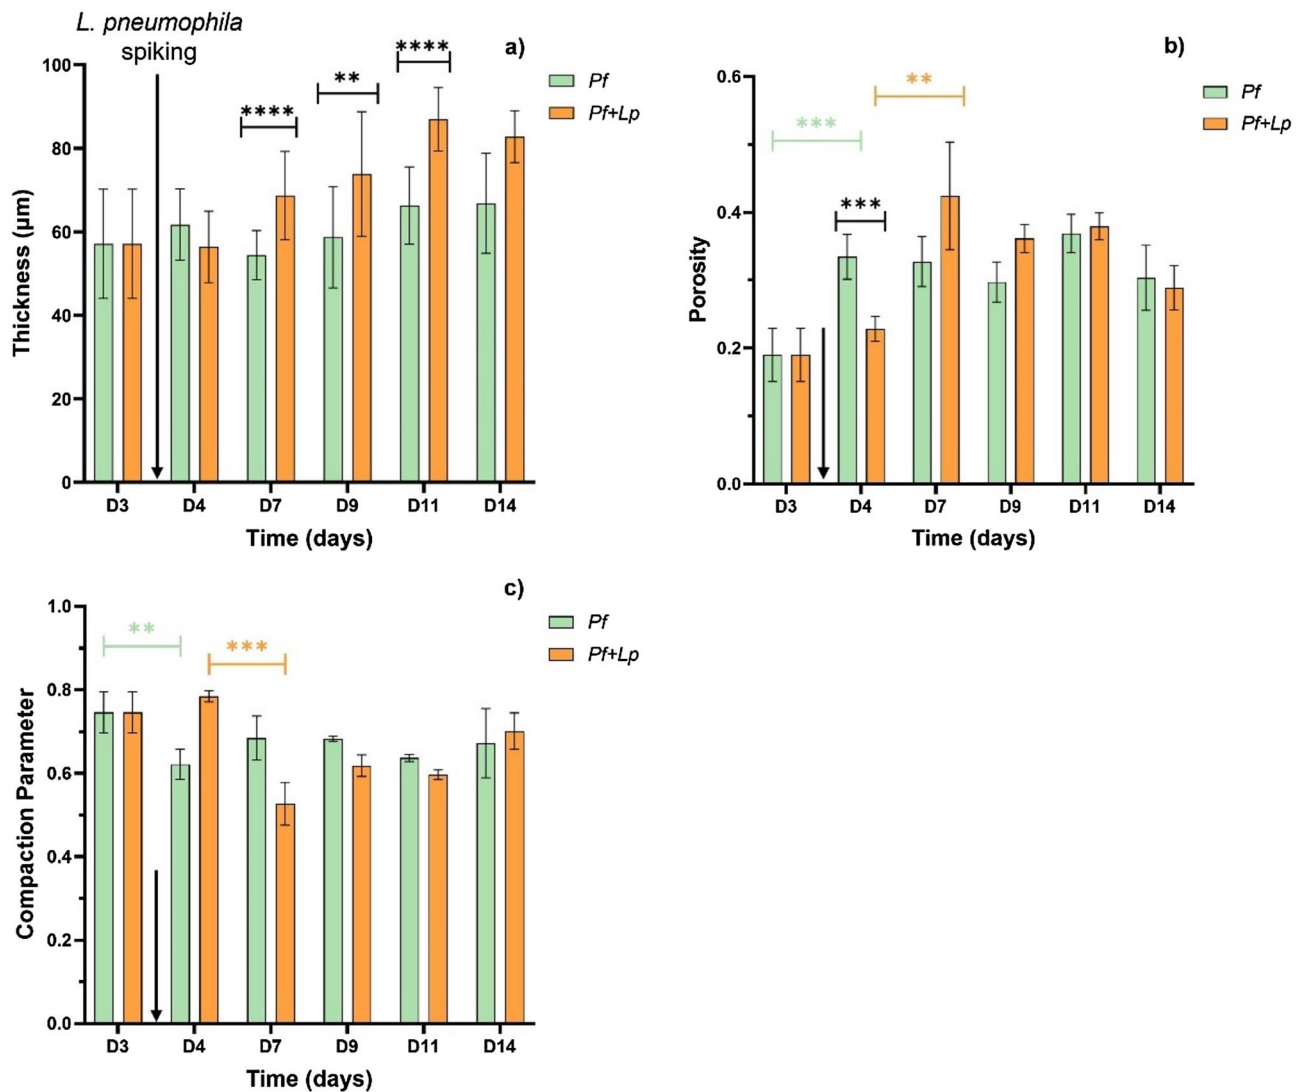 L. pneumophila
spiking
a)
Pf
Pf+Lp
****
**
****
100
80
60
40
20
0
Thickness (µm)
D3 D4 D7 D9 D11 D14
Time (days)
b)
Pf
Pf+Lp
**
***
***
0.6
0.4
0.2
0.0
Porosity
D3 D4 D7 D9 D11 D14
Time (days)
c)
Pf
Pf+Lp
**
***
1.0
0.8
0.6
0.4
0.2
0.0
Compaction Parameter
D3 D4 D7 D9 D11 D14
Time (days)